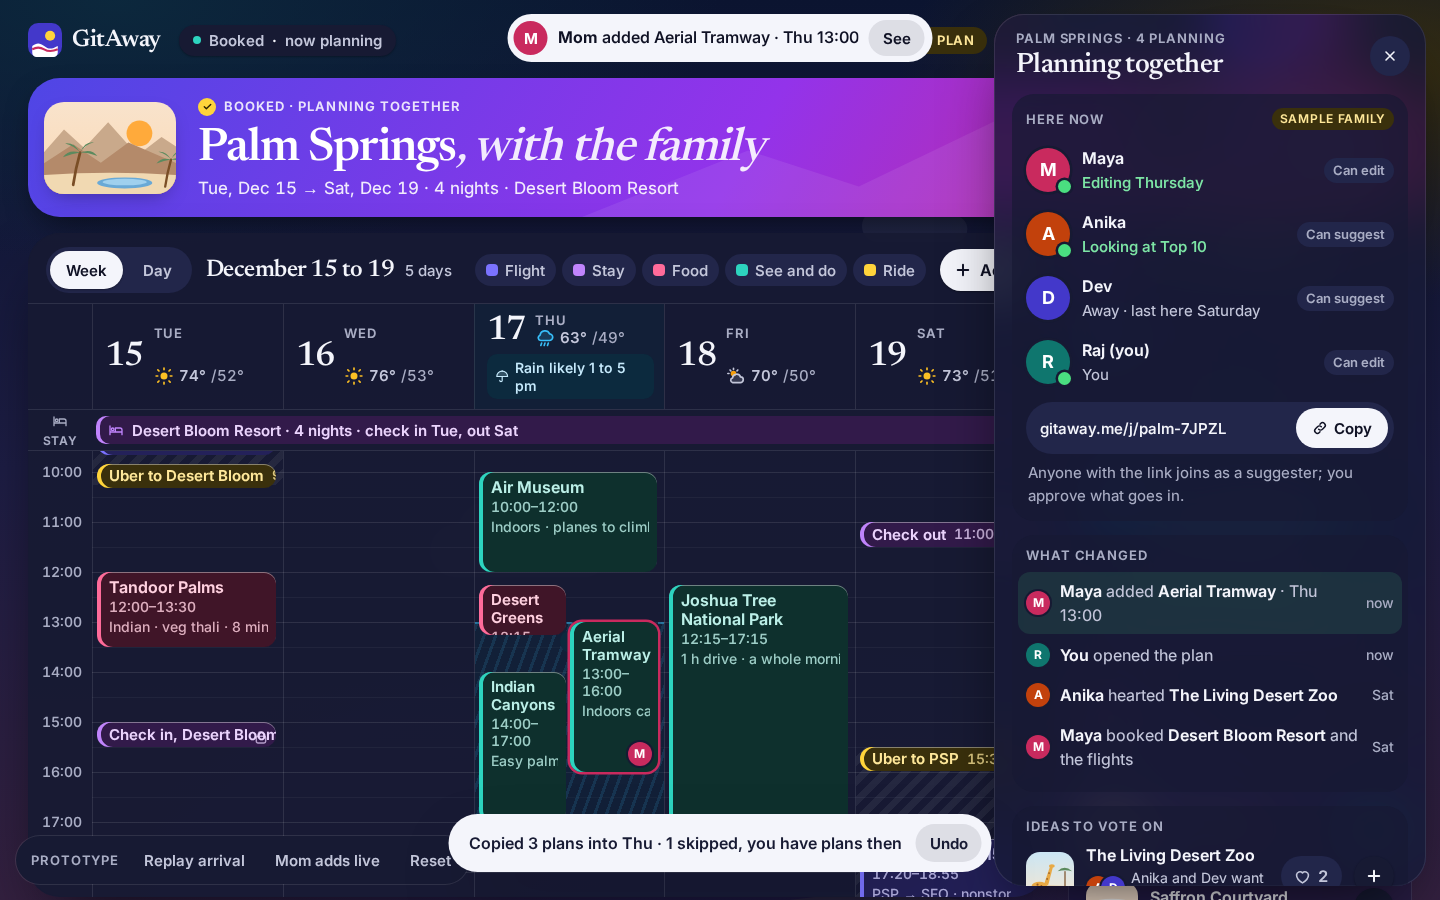 GitAway
Booked · now planning
M Mom added Aerial Tramway · Thu 13:00 See
PLAN
BOOKED · PLANNING TOGETHER
Palm Springs, with the family
Tue, Dec 15 → Sat, Dec 19 · 4 nights · Desert Bloom Resort
Week Day December 15 to 19 5 days Flight Stay Food See and do Ride + A
15 TUE 74° /52°
16 WED 76° /53°
17 THU 63° /49°
Rain likely 1 to 5
pm
18 FRI 70° /50°
19 SAT 73° /51
STAY
Desert Bloom Resort · 4 nights · check in Tue, out Sat
10:00
11:00
12:00
13:00
14:00
15:00
16:00
17:00
Uber to Desert Bloom
Tandoor Palms
12:00–13:30
Indian · veg thali · 8 min
Check in, Desert Bloom
Air Museum
10:00–12:00
Indoors · planes to climb
Desert
Greens
12:15
Aerial
Tramway
13:00–
16:00
Indoors ca
M
Indian
Canyons
14:00–
17:00
Easy palm
Joshua Tree
National Park
12:15–17:15
1 h drive · a whole morni
Check out 11:00
Uber to PSP 15:3
17:20–18:55
PSP → SFO · nonstop
PROTOTYPE Replay arrival Mom adds live Reset
Copied 3 plans into Thu · 1 skipped, you have plans then Undo
PALM SPRINGS · 4 PLANNING
Planning together
HERE NOW SAMPLE FAMILY
M Maya
Editing Thursday
Can edit
A Anika
Looking at Top 10
Can suggest
D Dev
Away · last here Saturday
Can suggest
R Raj (you)
You
Can edit
gitaway.me/j/palm-7JPZL Copy
Anyone with the link joins as a suggester; you
approve what goes in.
WHAT CHANGED
M Maya added Aerial Tramway · Thu
13:00
now
R You opened the plan now
A Anika hearted The Living Desert Zoo Sat
M Maya booked Desert Bloom Resort and
the flights
Sat
IDEAS TO VOTE ON
The Living Desert Zoo
Anika and Dev want
2
Saffron Courtyard